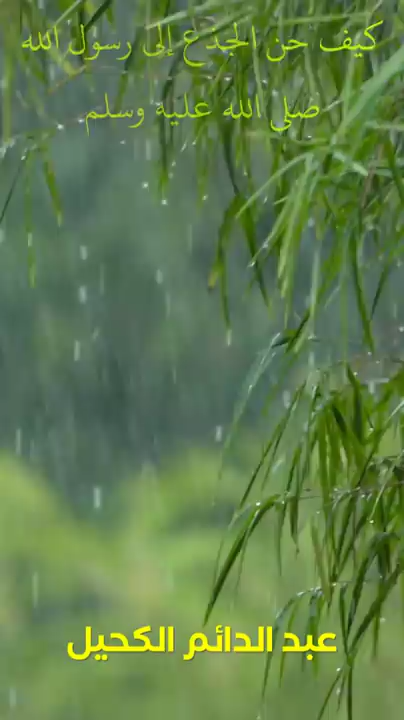 كيف حن الجذع إلى رسول الله
صلى الله عليه وسلم
عبد الدائم الكحيل